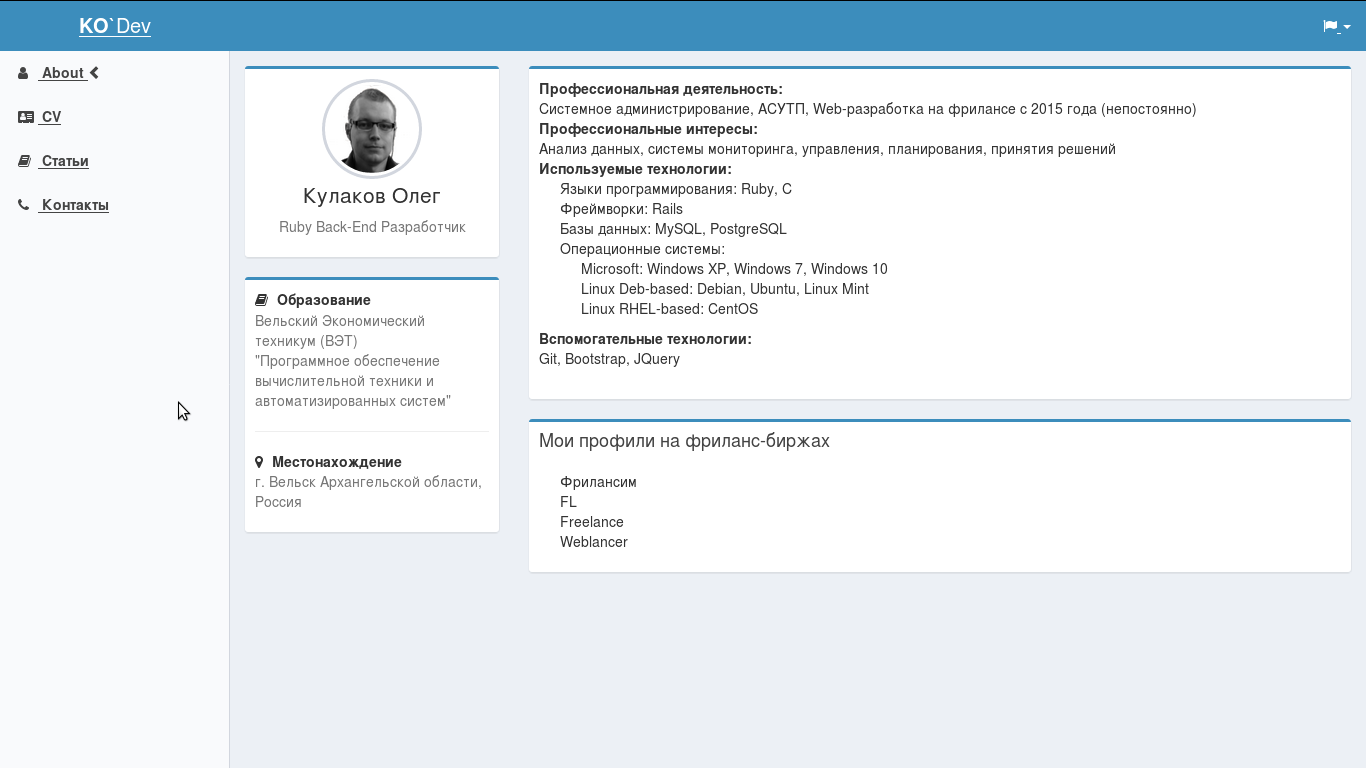 KO`Dev
About
CV
Статьи
Контакты
Кулаков Олег
Ruby Back-End Разработчик
Образование
Вельский Экономический
техникум (ВЭТ)
"Программное обеспечение
вычислительной техники и
автоматизированных систем"
Местонахождение
г. Вельск Архангельской области,
Россия
Профессиональная деятельность:
Системное администрирование, АСУТП, Web-разработка на фрилансе с 2015 года (непостоянно)
Профессиональные интересы:
Анализ данных, системы мониторинга, управления, планирования, принятия решений
Используемые технологии:
Языки программирования: Ruby, C
Фреймворки: Rails
Базы данных: MySQL, PostgreSQL
Операционные системы:
Microsoft: Windows XP, Windows 7, Windows 10
Linux Deb-based: Debian, Ubuntu, Linux Mint
Linux RHEL-based: CentOS
Вспомогательные технологии:
Git, Bootstrap, JQuery
Мои профили на фриланс-биржах
Фрилансим
FL
Freelance
Weblancer